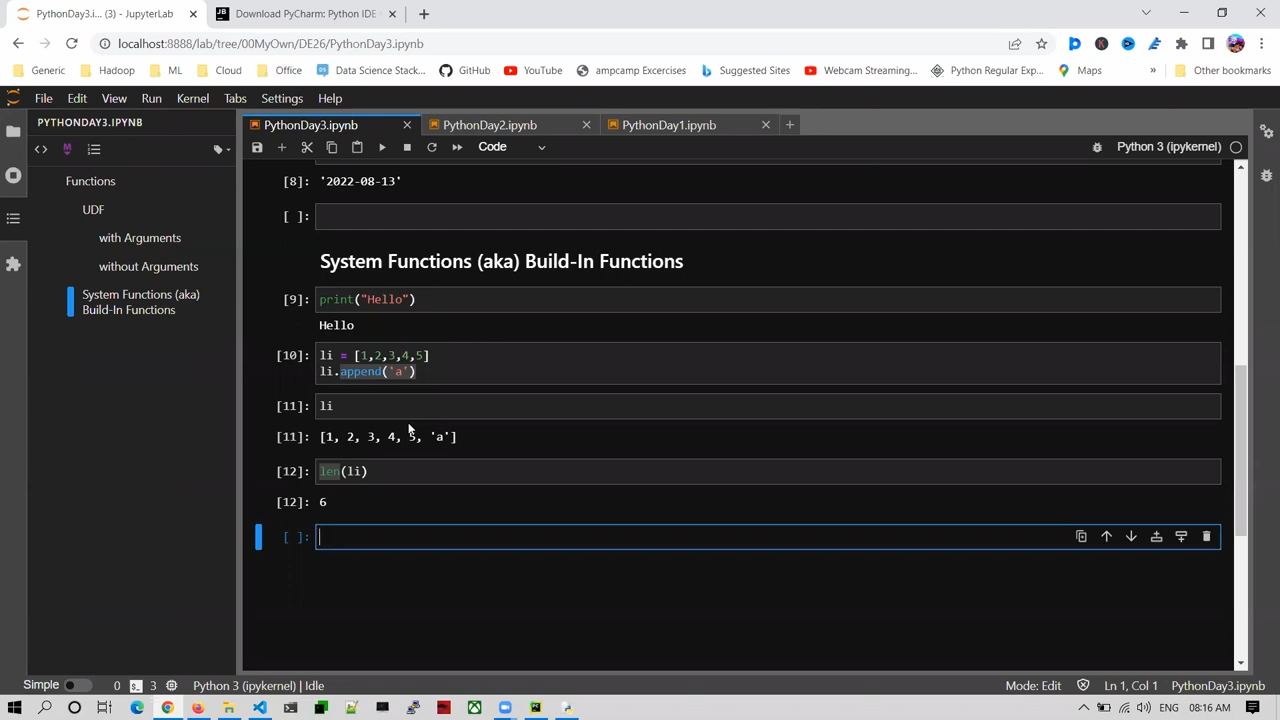 PythonDay3.i... (3) - JupyterLab
Download PyCharm: Python IDE
localhost:8888/lab/tree/00MyOwn/DE26/PythonDay3.ipynb
Generic Hadoop ML Cloud Office Data Science Stack... GitHub YouTube ampcamp Excercises Suggested Sites Webcam Streaming... Python Regular Exp... Maps » Other bookmarks
File Edit View Run Kernel Tabs Settings Help
PYTHONDAY3.IPYNB
Functions
UDF
with Arguments
without Arguments
System Functions (aka)
Build-In Functions
PythonDay3.ipynb PythonDay2.ipynb PythonDay1.ipynb
Code Python 3 (ipykernel)
[8]: '2022-08-13'
[ ]:
System Functions (aka) Build-In Functions
[9]: print("Hello")
Hello
[10]: li = [1,2,3,4,5]
li.append('a')
[11]: li
[11]: [1, 2, 3, 4, 5, 'a']
[12]: len(li)
[12]: 6
[ ]:
Simple 0 3 Python 3 (ipykernel) | Idle Mode: Edit Ln 1, Col 1 PythonDay3.ipynb
ENG 08:16 AM